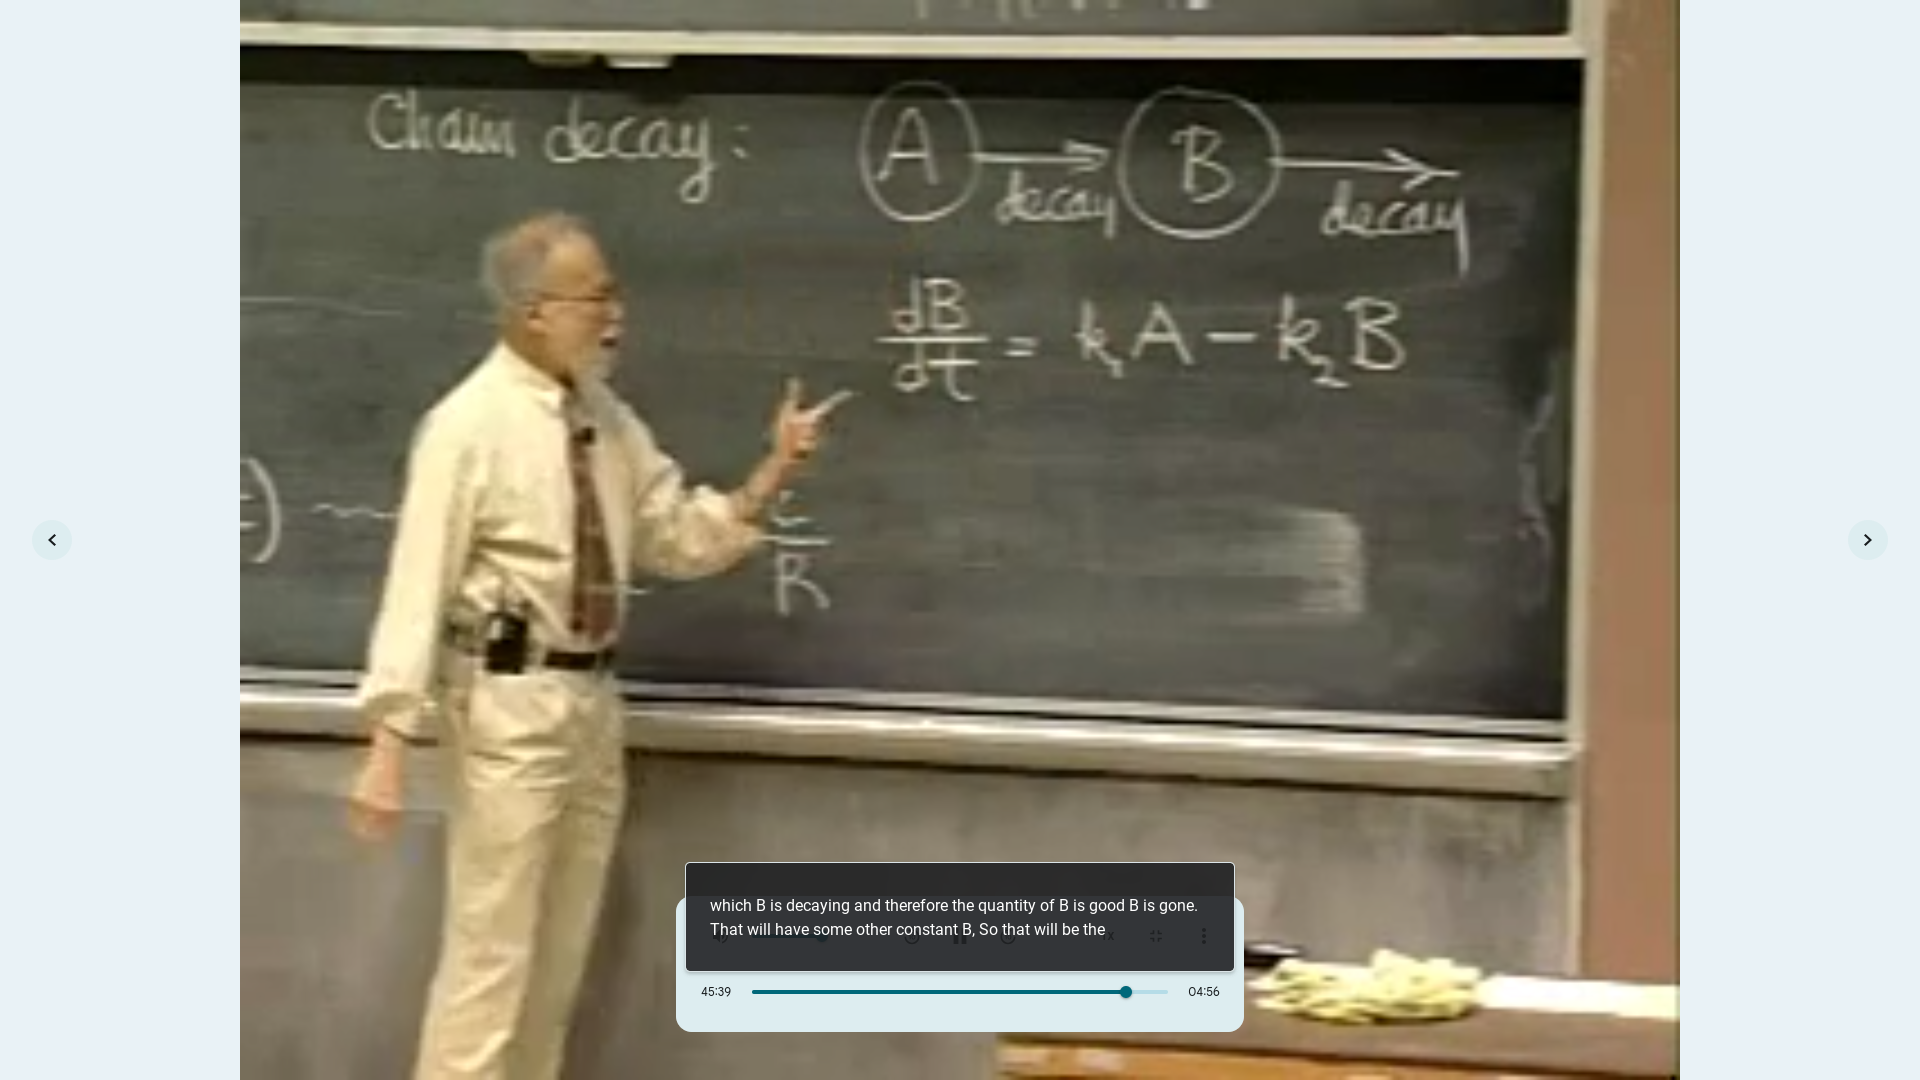 Chain decay: A decay B decay
dB/dt = k₁A - k₂B
R
which B is decaying and therefore the quantity of B is good B is gone.
That will have some other constant B, So that will be the
45:39
04:56